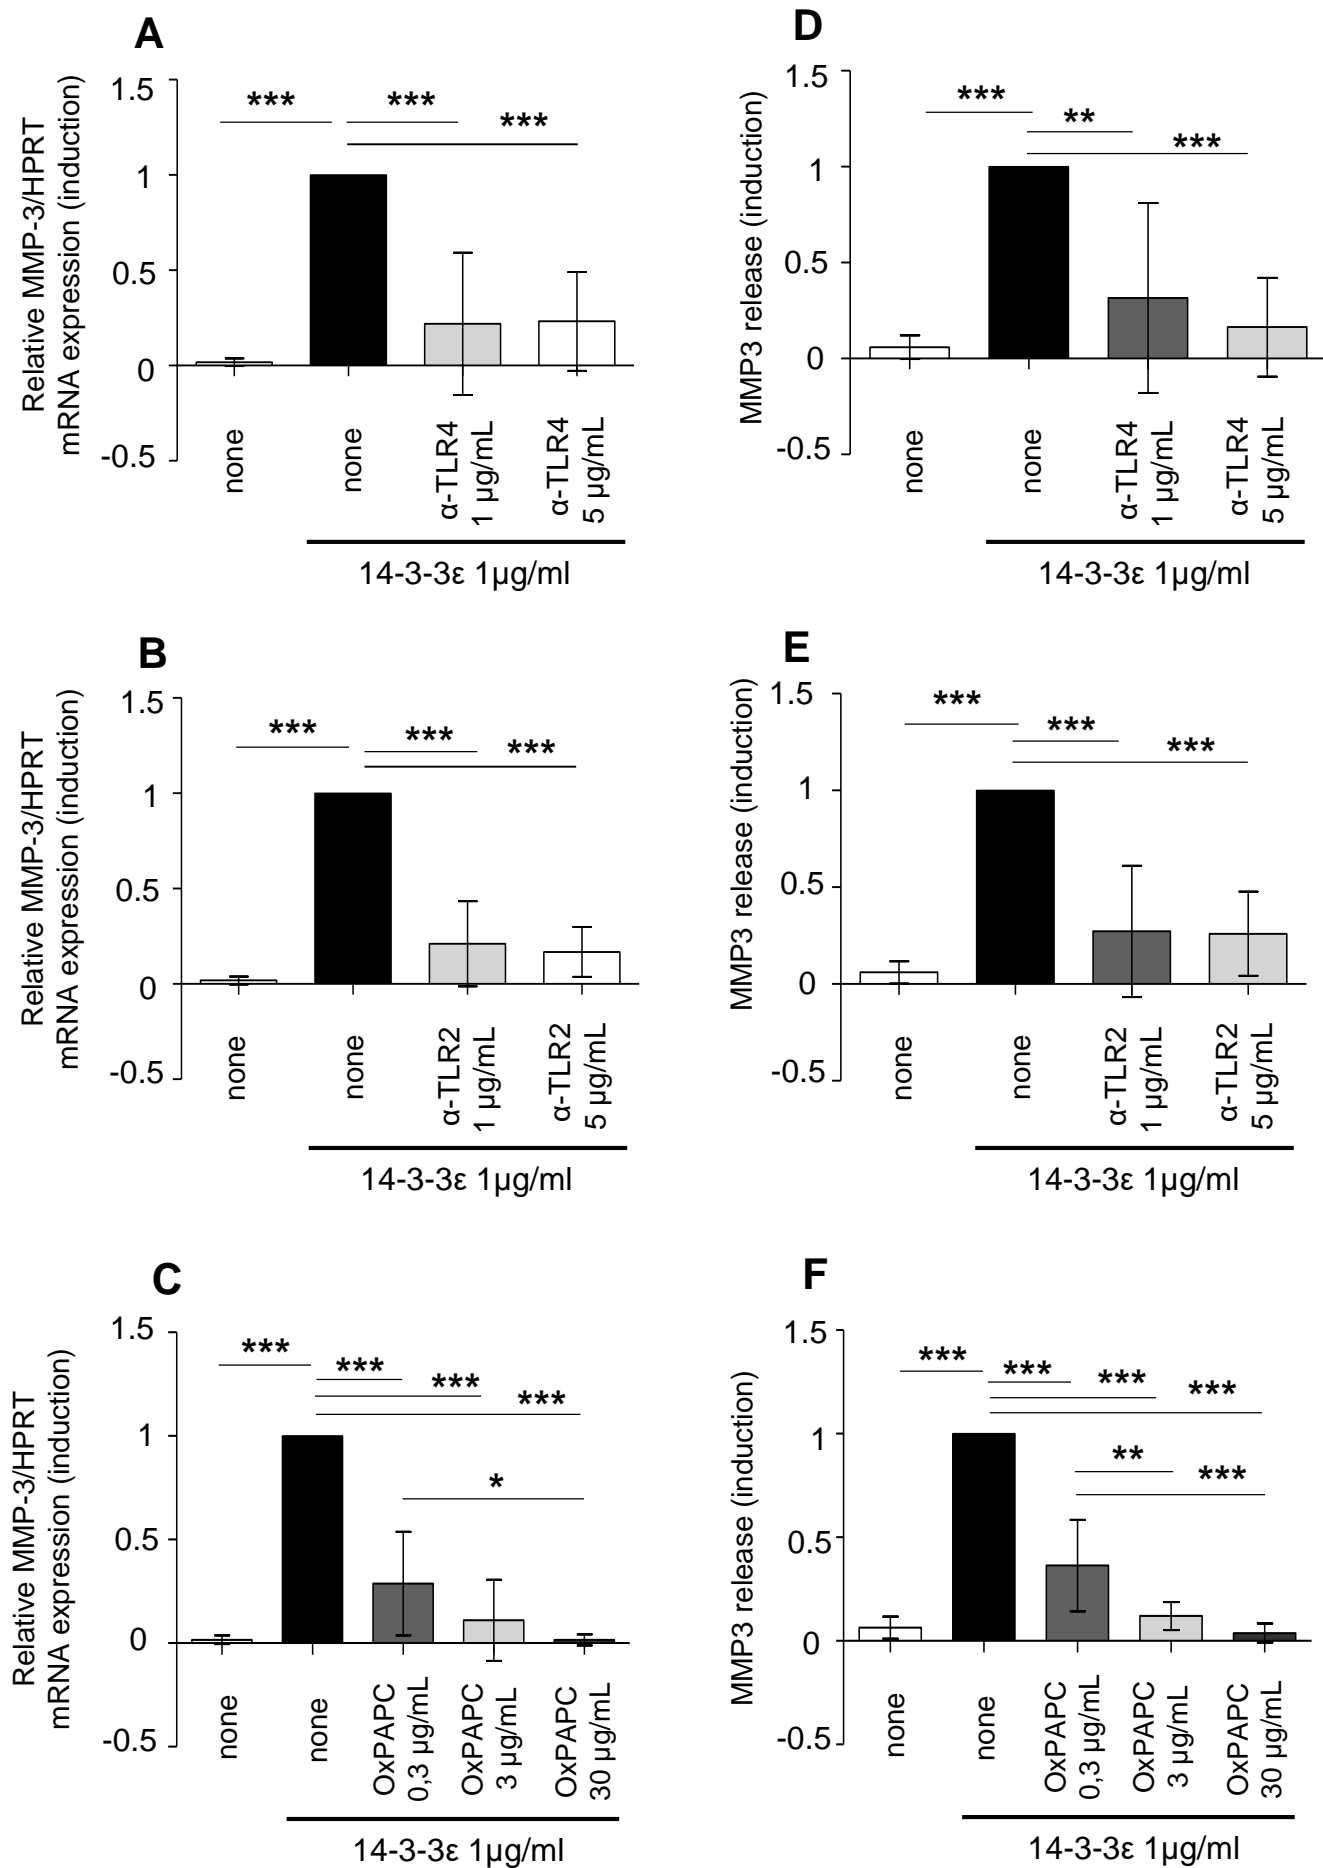 A
Relative MMP-3/HPRT
mRNA expression (induction)
1.5
1
0.5
0
-0.5
***
***
***
none
none
α-TLR4
1 µg/mL
α-TLR4
5 µg/mL
14-3-3ε 1µg/ml
D
MMP3 release (induction)
1.5
1
0.5
0
-0.5
***
**
***
none
none
α-TLR4
1 µg/mL
α-TLR4
5 µg/mL
14-3-3ε 1µg/ml
B
Relative MMP-3/HPRT
mRNA expression (induction)
1.5
1
0.5
0
-0.5
***
***
***
none
none
α-TLR2
1 µg/mL
α-TLR2
5 µg/mL
14-3-3ε 1µg/ml
E
MMP3 release (induction)
1.5
1
0.5
0
-0.5
***
***
***
none
none
α-TLR2
1 µg/mL
α-TLR2
5 µg/mL
14-3-3ε 1µg/ml
C
Relative MMP-3/HPRT
mRNA expression (induction)
1.5
1
0.5
0
-0.5
***
***
***
***
*
none
none
OxPAPC
0,3 µg/mL
OxPAPC
3 µg/mL
OxPAPC
30 µg/mL
14-3-3ε 1µg/ml
F
MMP3 release (induction)
1.5
1
0.5
0
-0.5
***
***
***
***
**
***
none
none
OxPAPC
0,3 µg/mL
OxPAPC
3 µg/mL
OxPAPC
30 µg/mL
14-3-3ε 1µg/ml